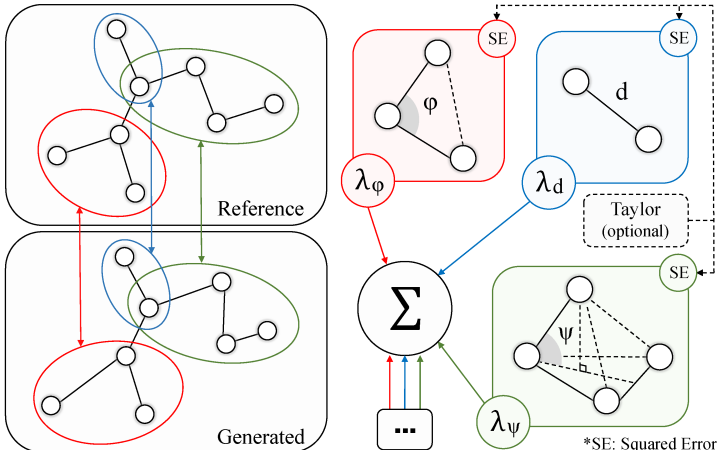 Reference
Generated
SE
φ
λφ
SE
d
λd
Taylor
(optional)
Σ
...
SE
ψ
λψ
*SE: Squared Error